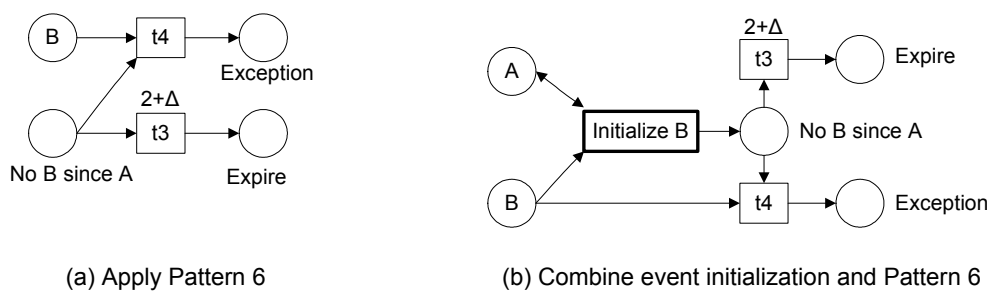 B
t4
Exception
2+Δ
t3
No B since A
Expire
(a) Apply Pattern 6
2+Δ
t3
Expire
A
Initialize B
No B since A
B
t4
Exception
(b) Combine event initialization and Pattern 6